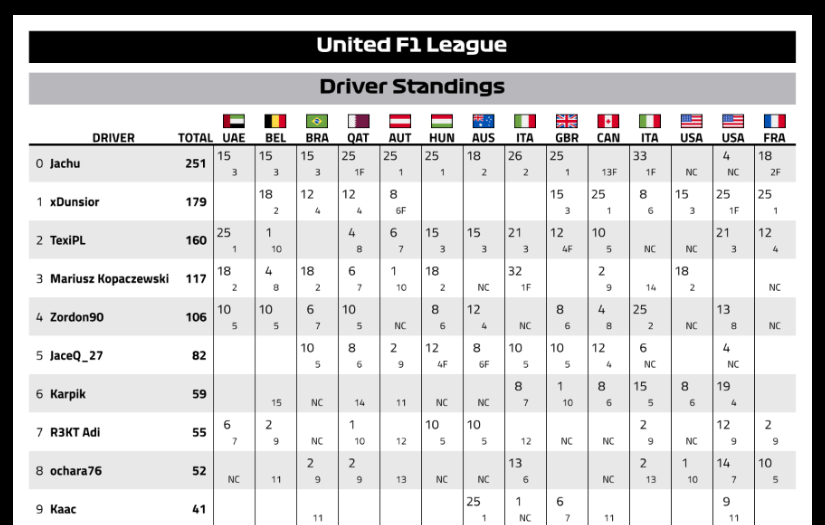 United F1 League
Driver Standings
DRIVER TOTAL UAE BEL BRA QAT AUT HUN AUS ITA GBR CAN ITA USA USA FRA
0 Jachu 251 15 15 15 25 25 25 18 26 25 33 4 18
3 3 3 1F 1 1 2 2 1 13F 1F NC NC 2F
1 xDunsior 179 18 12 12 8 15 25 8 15 25 25
2 4 4 6F 3 1 6 3 1F 1
2 TexiPL 160 25 1 4 6 15 15 21 12 10 21 12
1 10 8 7 3 3 3 4F 5 NC NC 3 4
3 Mariusz Kopaczewski 117 18 4 18 6 1 18 32 2 18
2 8 2 7 10 2 NC 1F 9 14 2 NC
4 Zordon90 106 10 10 6 10 8 12 8 4 25 13
5 5 7 5 NC 6 4 NC 6 8 2 NC 8 NC
5 JaceQ_27 82 10 8 2 12 8 10 10 12 6 4
5 6 9 4F 6F 5 5 4 NC NC
6 Karpik 59 8 1 8 15 8 19
15 NC 14 11 NC NC 7 10 6 5 6 4
7 R3KT Adi 55 6 2 1 10 10 2 12 2
7 9 NC 10 12 5 5 12 NC NC 9 NC 9 9
8 ochara76 52 2 2 13 2 1 14 10
NC 11 9 9 13 NC NC 6 NC 13 10 7 5
9 Kaac 41 25 1 6 9
11 1 NC 7 11 11